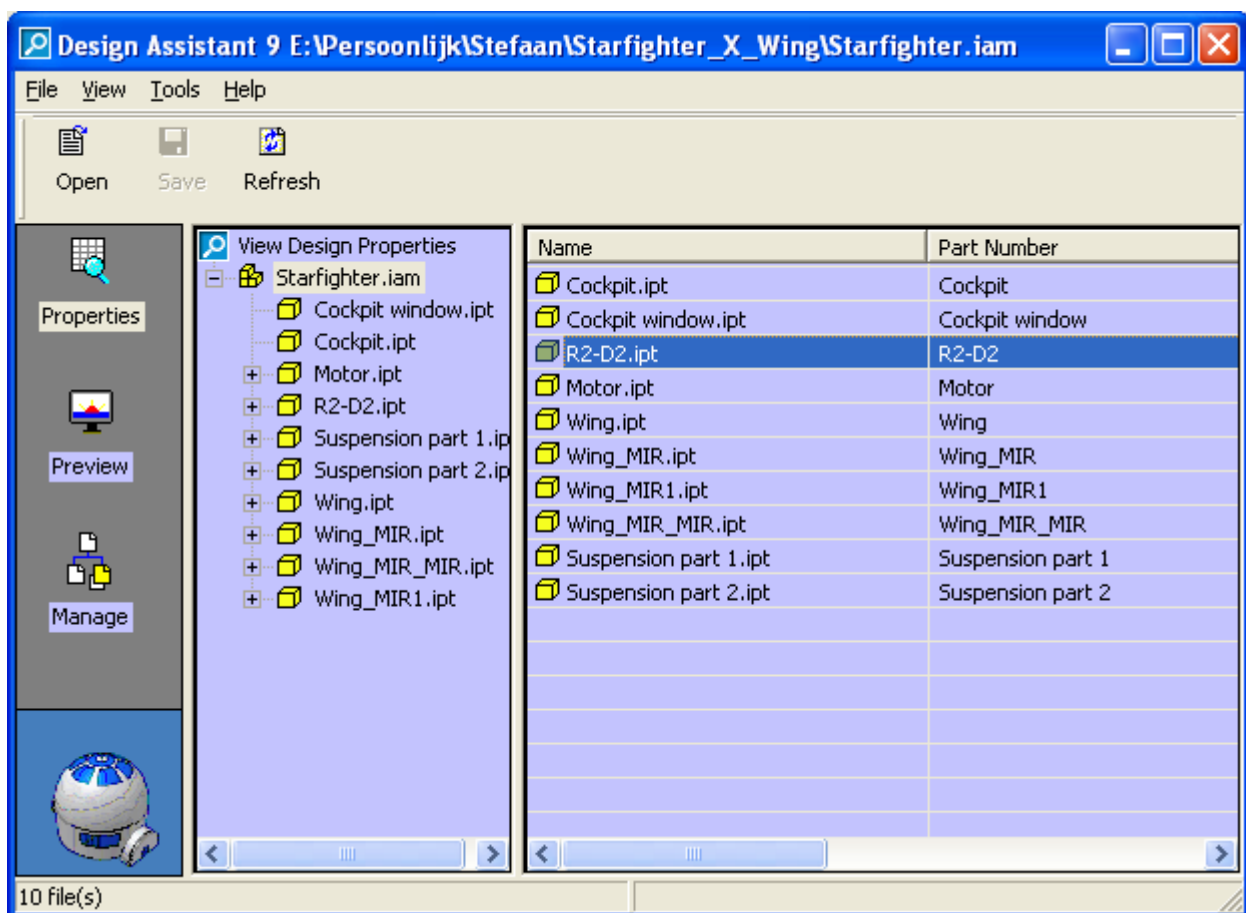 Design Assistant 9 E:\Persoonlijk\Stefaan\Starfighter_X_Wing\Starfighter.iam
File View Tools Help
Open Save Refresh
Properties
Preview
Manage
View Design Properties
Starfighter.iam
Cockpit window.ipt
Cockpit.ipt
Motor.ipt
R2-D2.ipt
Suspension part 1.ip
Suspension part 2.ip
Wing.ipt
Wing_MIR.ipt
Wing_MIR_MIR.ipt
Wing_MIR1.ipt
Name Part Number
Cockpit.ipt Cockpit
Cockpit window.ipt Cockpit window
R2-D2.ipt R2-D2
Motor.ipt Motor
Wing.ipt Wing
Wing_MIR.ipt Wing_MIR
Wing_MIR1.ipt Wing_MIR1
Wing_MIR_MIR.ipt Wing_MIR_MIR
Suspension part 1.ipt Suspension part 1
Suspension part 2.ipt Suspension part 2
10 file(s)